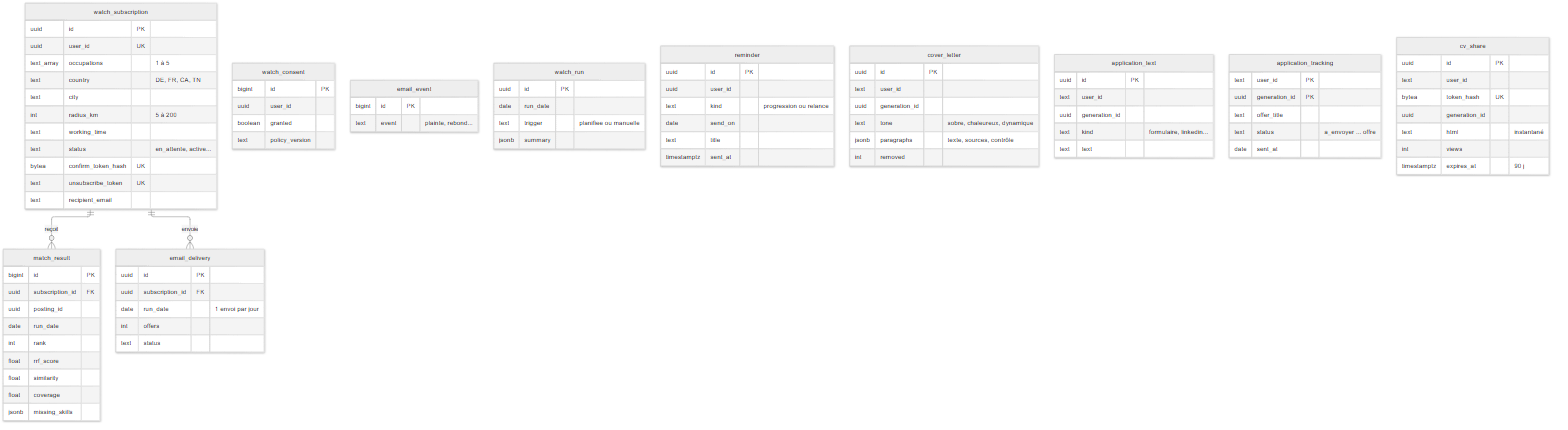 watch_subscription
uuid id PK
uuid user_id UK
text_array occupations 1 à 5
text country DE, FR, CA, TN
text city
int radius_km 5 à 200
text working_time
text status en_attente, active...
bytea confirm_token_hash UK
text unsubscribe_token UK
text recipient_email
watch_consent
bigint id PK
uuid user_id
boolean granted
text policy_version
email_event
bigint id PK
text event plainte, rebond...
watch_run
uuid id PK
date run_date
text trigger planifiee ou manuelle
jsonb summary
reminder
uuid id PK
uuid user_id
text kind progression ou relance
date send_on
text title
timestamptz sent_at
cover_letter
uuid id PK
text user_id
uuid generation_id
text tone sobre, chaleureux, dynamique
jsonb paragraphs texte, sources, contrôle
int removed
application_text
uuid id PK
text user_id
uuid generation_id
text kind formulaire, linkedin...
text text
application_tracking
text user_id PK
uuid generation_id PK
text offer_title
text status a_envoyer ... offre
date sent_at
cv_share
uuid id PK
text user_id
bytea token_hash UK
uuid generation_id
text html instantané
int views
timestamptz expires_at 90 j
reçoit
envoie
match_result
bigint id PK
uuid subscription_id FK
uuid posting_id
date run_date
int rank
float rrf_score
float similarity
float coverage
jsonb missing_skills
email_delivery
uuid id PK
uuid subscription_id FK
date run_date 1 envoi par jour
int offers
text status